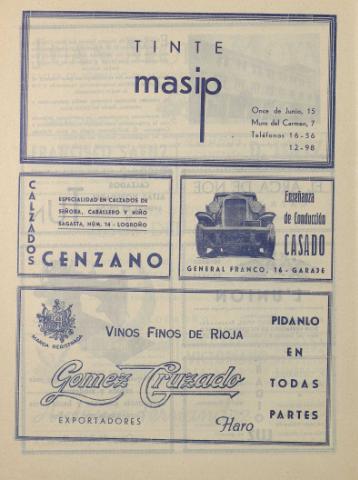 TINTE
masip
Once de Junio, 15
Muro del Carmen, 7
Teléfonos 16-56
12-98
CALZADOS
ESPECIALIDAD EN CALZADOS DE
SEÑORA, CABALLERO Y NIÑO
SAGASTA, NÚM. 14 - LOGROÑO
CENZANO
Enseñanza
de Conducción
CASADO
GENERAL FRANCO, 16 - GARAJE
MARCA REGISTRADA
VINOS FINOS DE RIOJA
Gomez Cruzado
EXPORTADORES
Haro
PIDANLO
EN
TODAS
PARTES